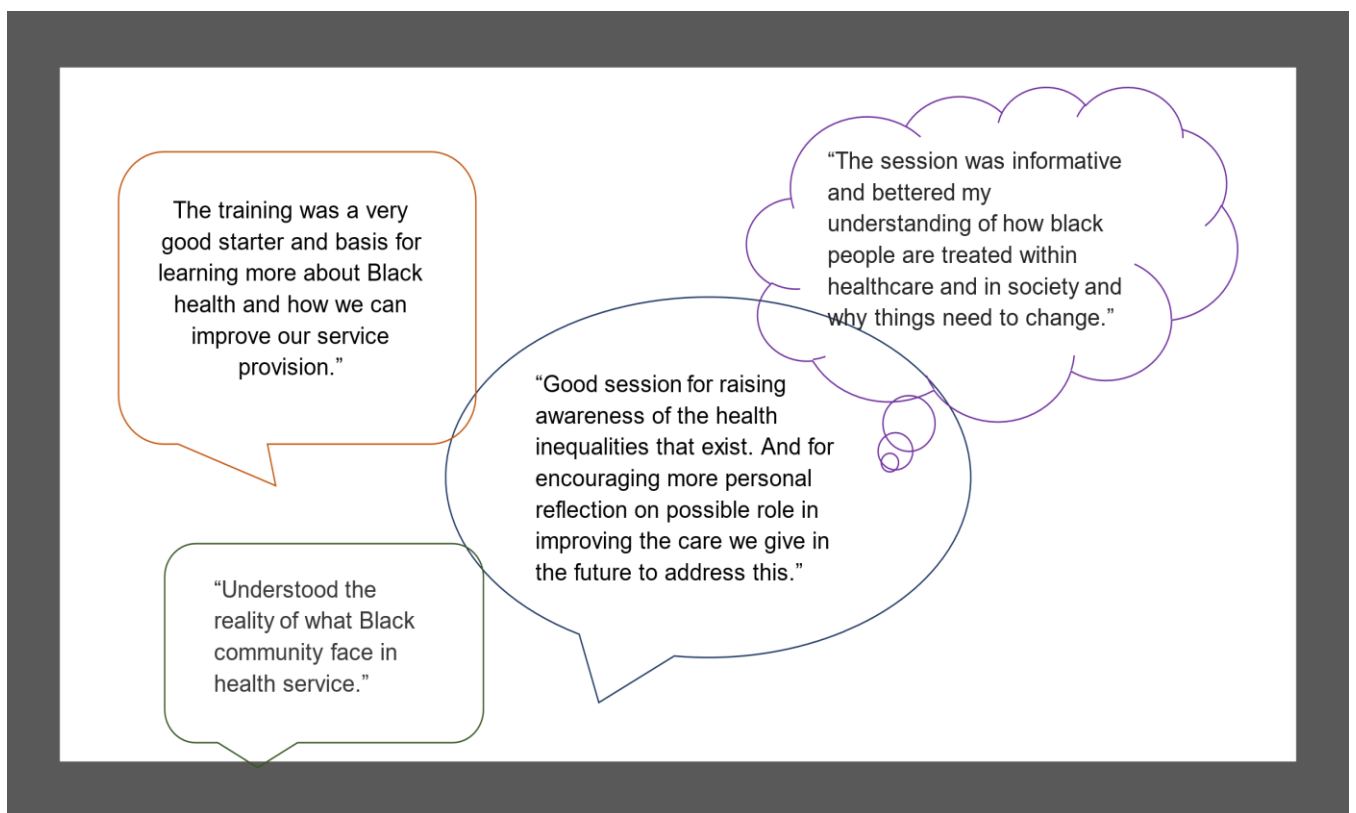 The training was a very
good starter and basis for
learning more about Black
health and how we can
improve our service
provision.”
“The session was informative
and bettered my
understanding of how black
people are treated within
healthcare and in society and
why things need to change.”
“Good session for raising
awareness of the health
inequalities that exist. And for
encouraging more personal
reflection on possible role in
improving the care we give in
the future to address this.”
“Understood the
reality of what Black
community face in
health service.”